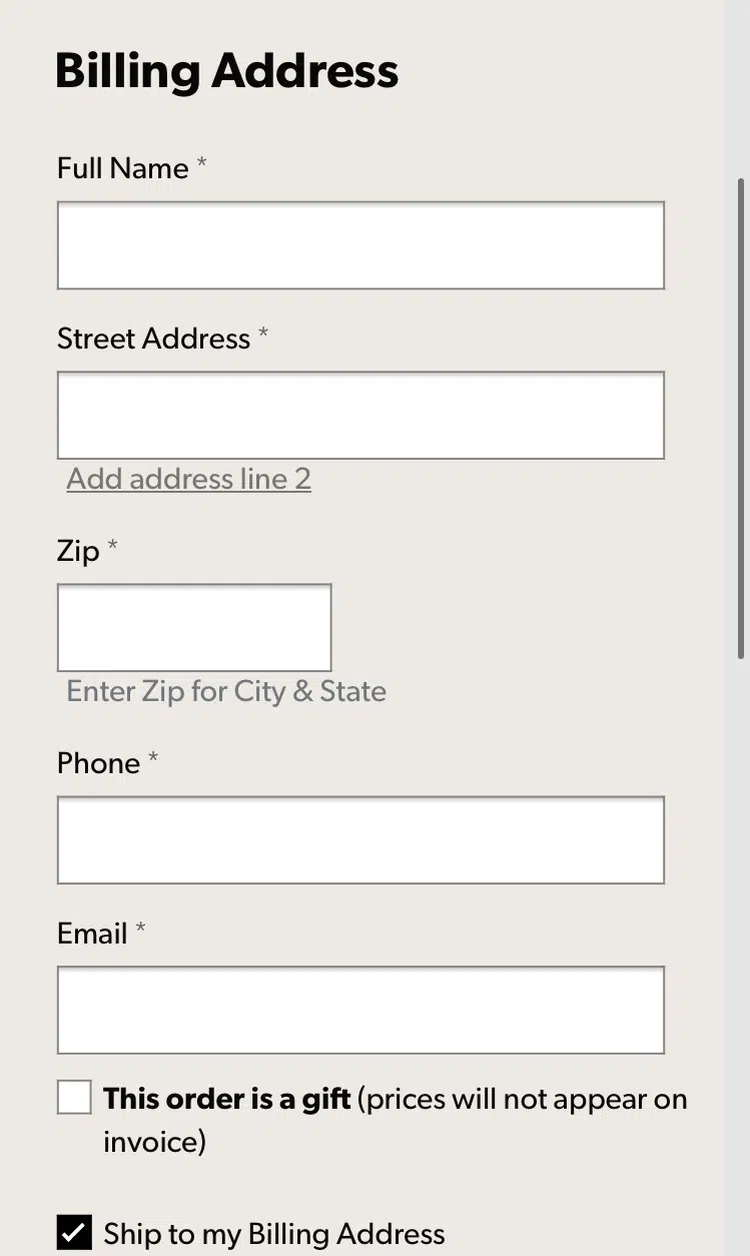 Billing Address
Full Name *
Street Address *
Add address line 2
Zip *
Enter Zip for City & State
Phone *
Email *
This order is a gift (prices will not appear on
invoice)
Ship to my Billing Address